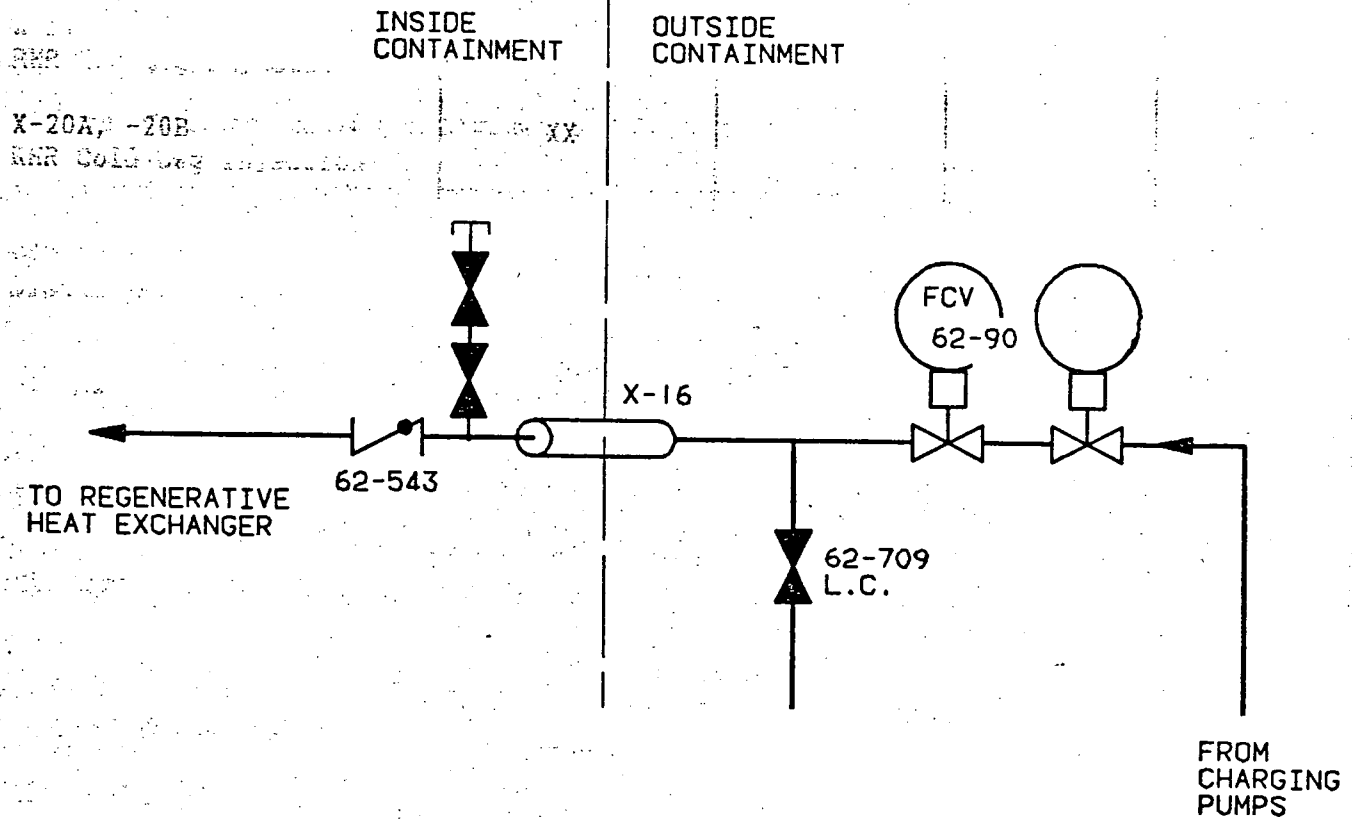 INSIDE
CONTAINMENT
OUTSIDE
CONTAINMENT
X-20A, -20B
XX
FCV
62-90
X-16
62-543
TO REGENERATIVE
HEAT EXCHANGER
62-709
L.C.
FROM
CHARGING
PUMPS